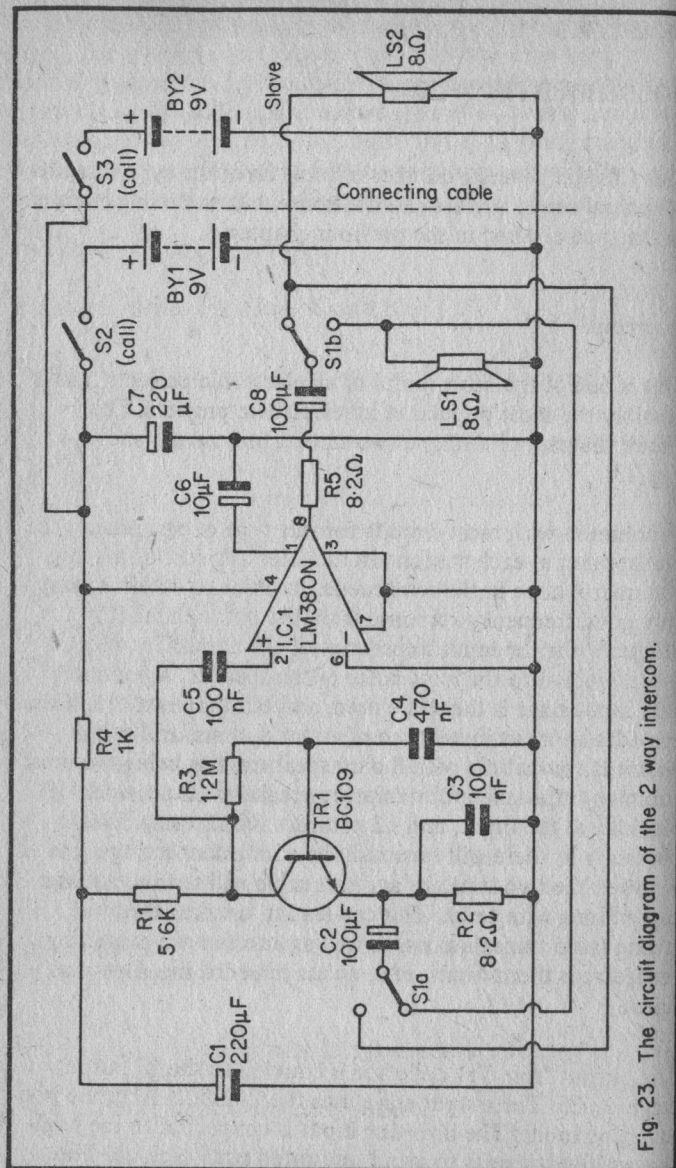 S3
(call)
S2
(call)
+
BY2
9V
+
BY1
9V
−
Slave
LS2
8Ω
Connecting cable
R4
1K
C7
220
µF
C6
10µF
C8
100µF
S1b
LS1
8Ω
R5
8·2Ω
R1
5·6K
R3
1·2M
C5
100
nF
4
1
8
3
2
7
6
+
−
I.C.1
LM380N
TR1
BC109
C4
470
nF
C3
100
nF
C1
220µF
C2
100µF
S1a
R2
8·2Ω
Fig. 23. The circuit diagram of the 2 way intercom.